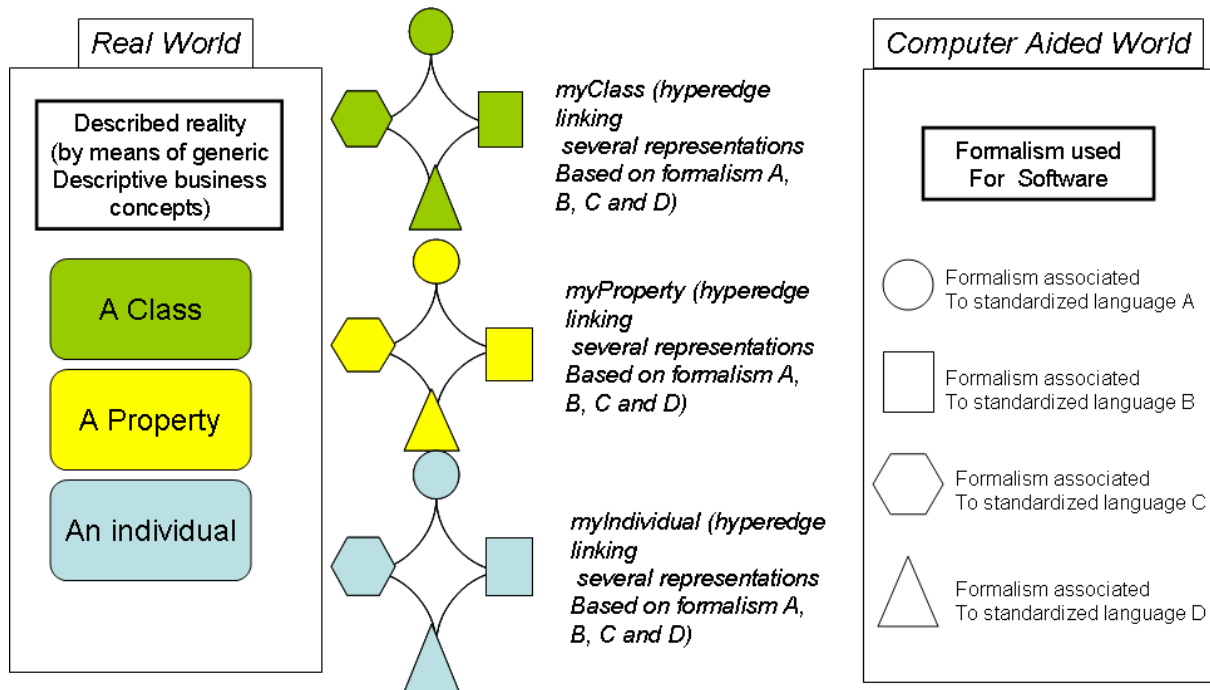 Real World
Described reality
(by means of generic
Descriptive business
concepts)
A Class
A Property
An individual
myClass (hyperedge
linking
several representations
Based on formalism A,
B, C and D)
myProperty (hyperedge
linking
several representations
Based on formalism A,
B, C and D)
myIndividual (hyperedge
linking
several representations
Based on formalism A,
B, C and D)
Computer Aided World
Formalism used
For Software
Formalism associated
To standardized language A
Formalism associated
To standardized language B
Formalism associated
To standardized language C
Formalism associated
To standardized language D